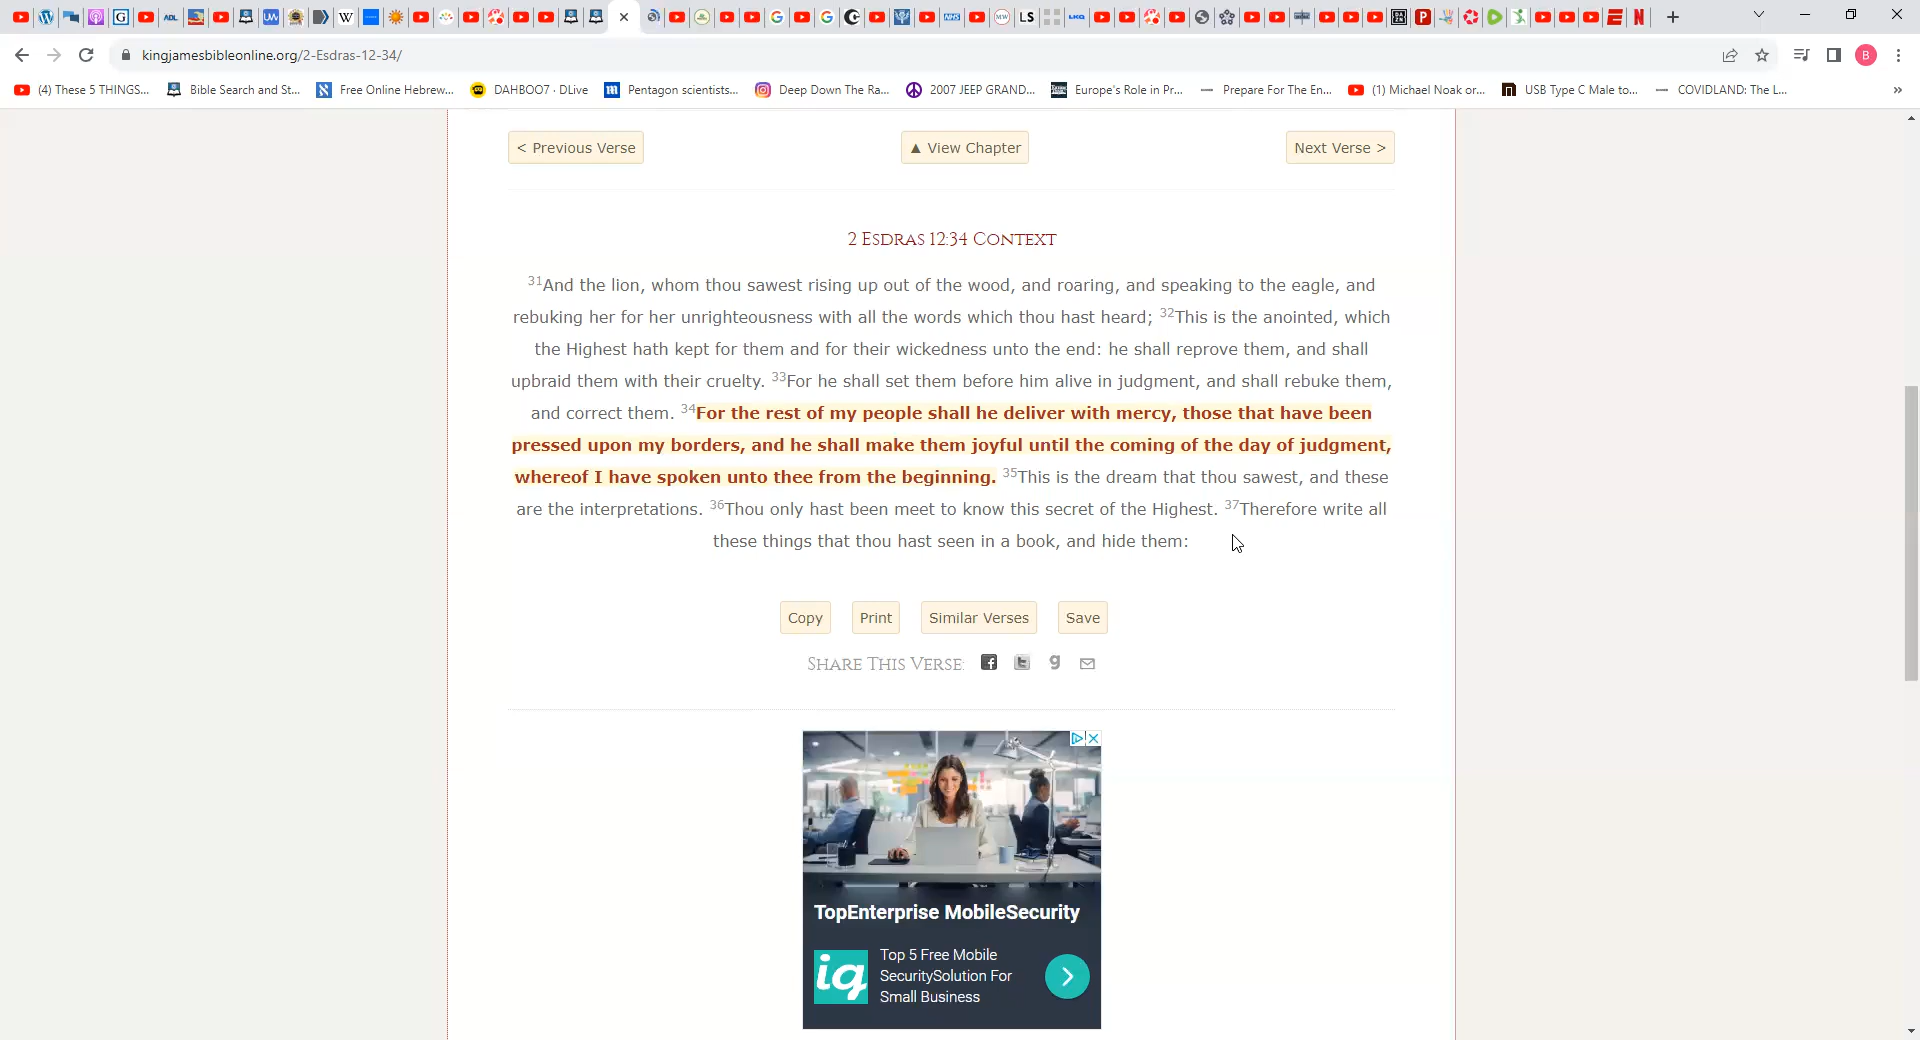 ADL
UW
W
NHS
MW
LS
LKQ
kingjamesbibleonline.org/2-Esdras-12-34/
B
(4) These 5 THINGS...
Bible Search and St...
Free Online Hebrew...
DAHBOO7 · DLive
Pentagon scientists...
Deep Down The Ra...
2007 JEEP GRAND...
Europe's Role in Pr...
Prepare For The En...
(1) Michael Noak or...
USB Type C Male to...
COVIDLAND: The L...
»
< Previous Verse
▲ View Chapter
Next Verse >
2 Esdras 12:34 Context
31And the lion, whom thou sawest rising up out of the wood, and roaring, and speaking to the eagle, and
rebuking her for her unrighteousness with all the words which thou hast heard; 32This is the anointed, which
the Highest hath kept for them and for their wickedness unto the end: he shall reprove them, and shall
upbraid them with their cruelty. 33For he shall set them before him alive in judgment, and shall rebuke them,
and correct them. 34For the rest of my people shall he deliver with mercy, those that have been
pressed upon my borders, and he shall make them joyful until the coming of the day of judgment,
whereof I have spoken unto thee from the beginning. 35This is the dream that thou sawest, and these
are the interpretations. 36Thou only hast been meet to know this secret of the Highest. 37Therefore write all
these things that thou hast seen in a book, and hide them:
Copy
Print
Similar Verses
Save
Share This Verse:
TopEnterprise MobileSecurity
iq
Top 5 Free Mobile
SecuritySolution For
Small Business